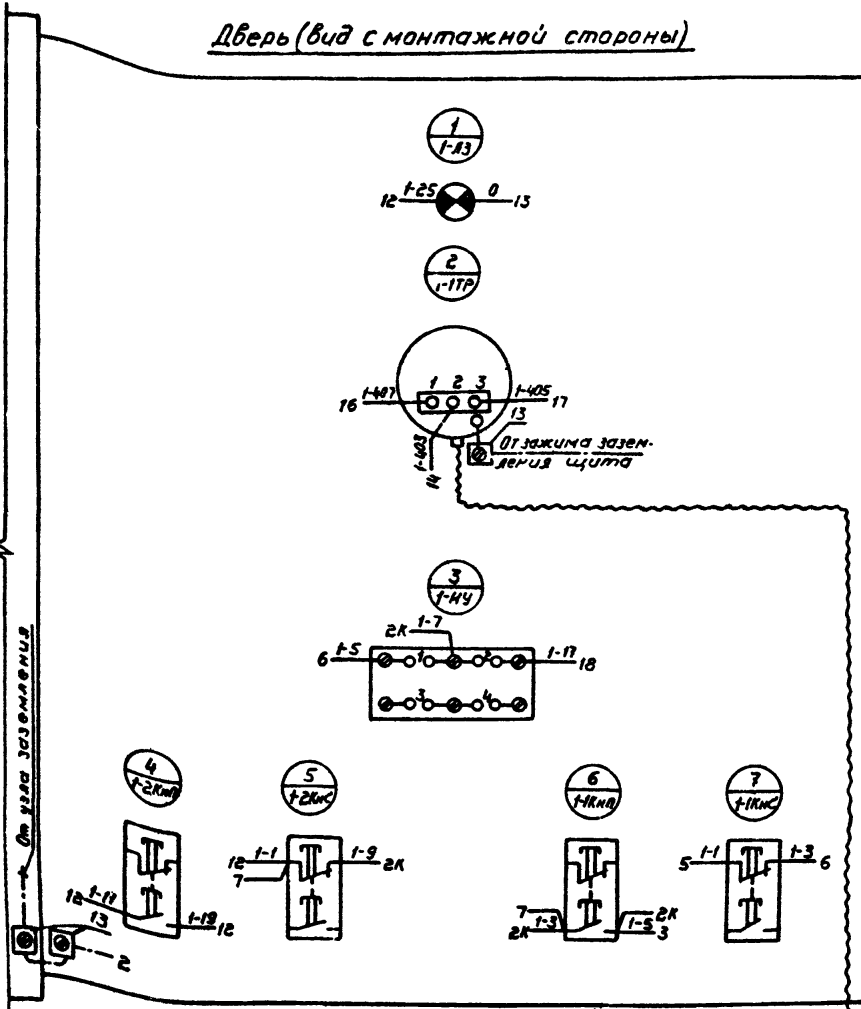 Дверь (вид с монтажной стороны)
1
1-ЛЗ
12 1-25 0 13
2
1-1ТР
1 2 3
16 1-407 1-405 17
1-403
14
13
От зажима зазем-
ления щита
3
1-НУ
2К 1-7
6 1-5 1 2 1-17 18
3 4
От узла заземления
4
1-2КнП
12 1-17
1-19 12
13
2
5
1-2КнС
12 1-1 1-9 2К
7
6
1-1КнП
7 2К
2К 1-3 1-5 3
7
1-1КнС
5 1-1 1-3 6